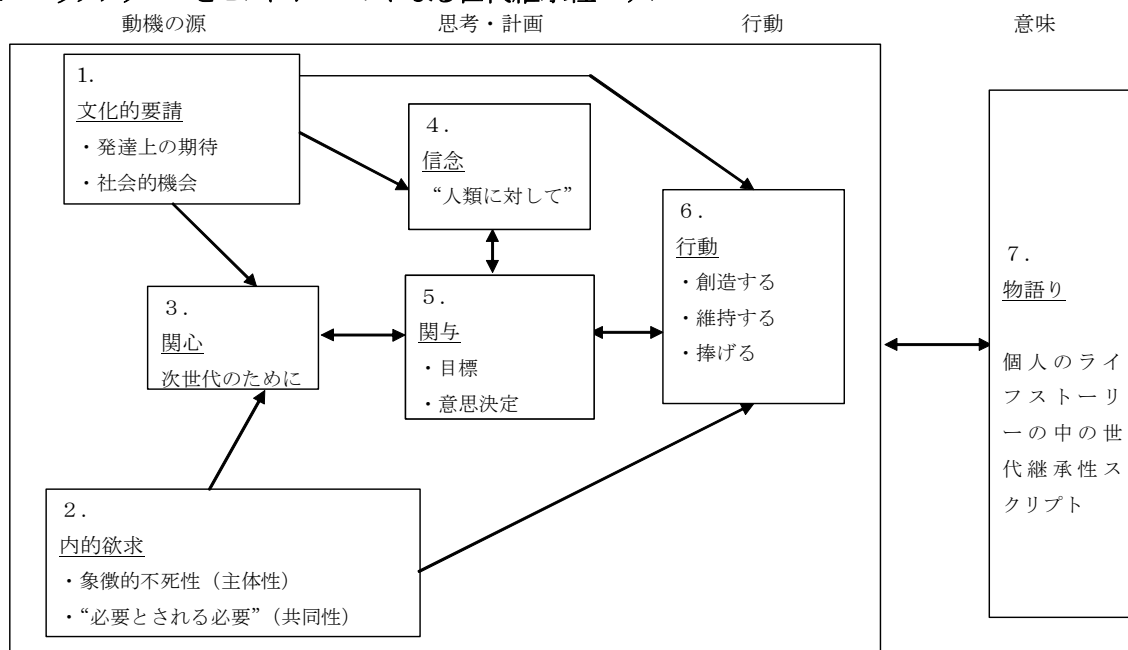 動機の源
思考・計画
行動
意味
1.
文化的要請
・発達上の期待
・社会的機会
4.
信念
“人類に対して”
3.
関心
次世代のために
5.
関与
・目標
・意思決定
6.
行動
・創造する
・維持する
・捧げる
2.
内的欲求
・象徴的不死性（主体性）
・“必要とされる必要”（共同性）
7.
物語り
個人のライ
フストーリ
ーの中の世
代継承性ス
クリプト